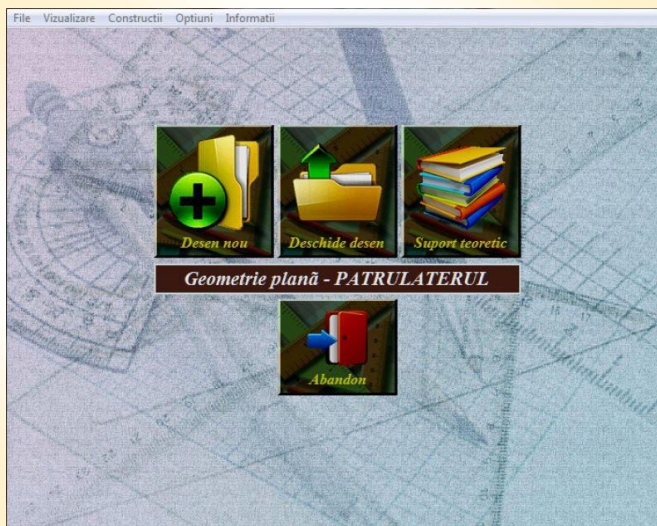 File Vizualizare Constructii Optiuni Informatii
Desen nou Deschide desen Suport teoretic
Geometrie planã - PATRULATERUL
Abandon